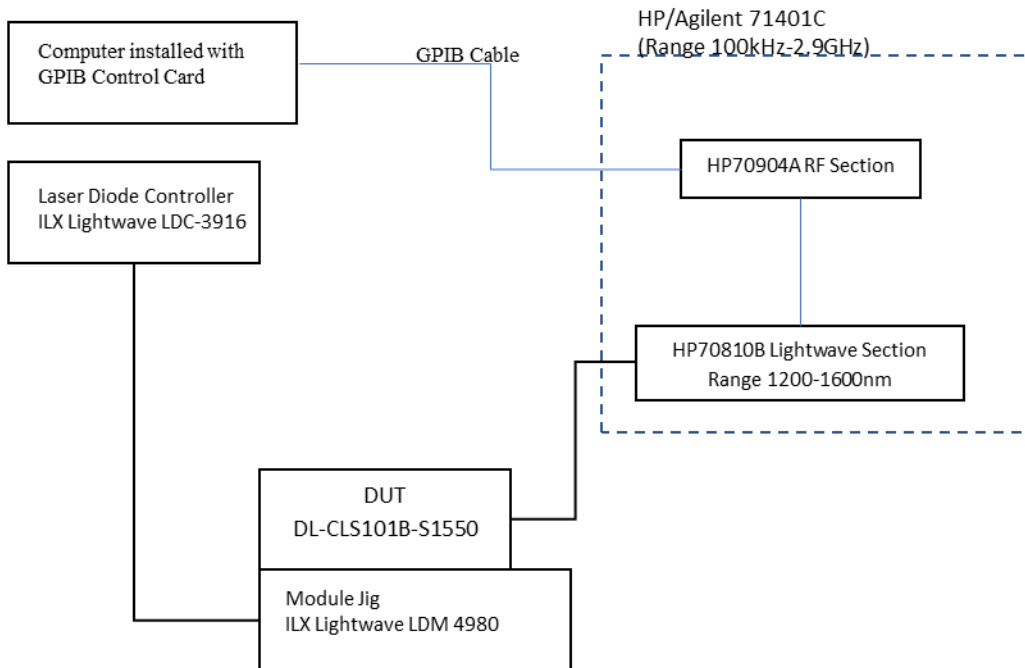 HP/Agilent 71401C
(Range 100kHz-2.9GHz)
Computer installed with
GPIB Control Card
GPIB Cable
HP70904A RF Section
Laser Diode Controller
ILX Lightwave LDC-3916
HP70810B Lightwave Section
Range 1200-1600nm
DUT
DL-CLS101B-S1550
Module Jig
ILX Lightwave LDM 4980